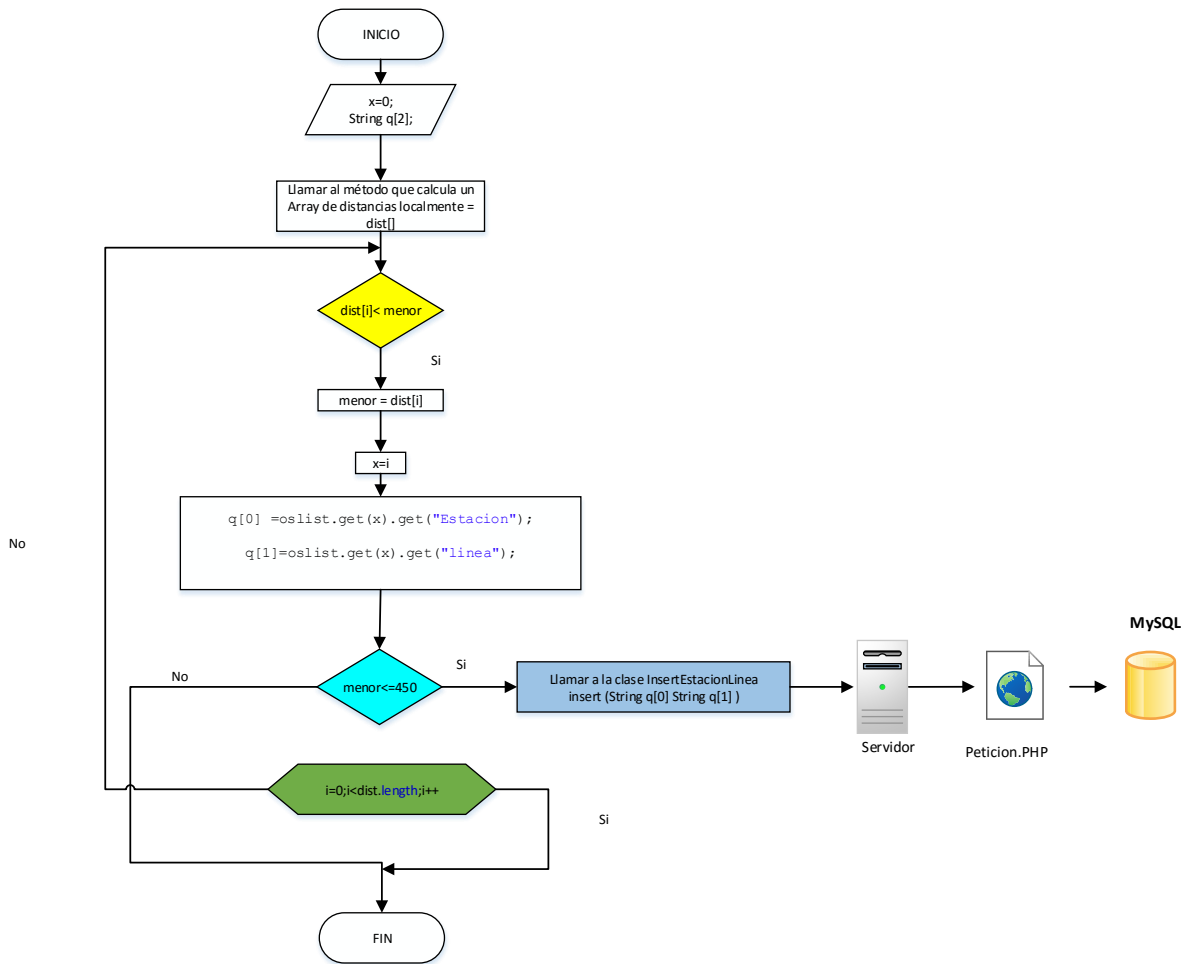 INICIO
x=0;
String q[2];
Llamar al método que calcula un
Array de distancias localmente =
dist[]
dist[i]< menor
Si
menor = dist[i]
x=i
q[0] =oslist.get(x).get("Estacion");
q[1]=oslist.get(x).get("linea");
No
No
menor<=450
Si
Llamar a la clase InsertEstacionLinea
insert (String q[0] String q[1] )
Servidor
Peticion.PHP
MySQL
i=0;i<dist.length;i++
Si
FIN